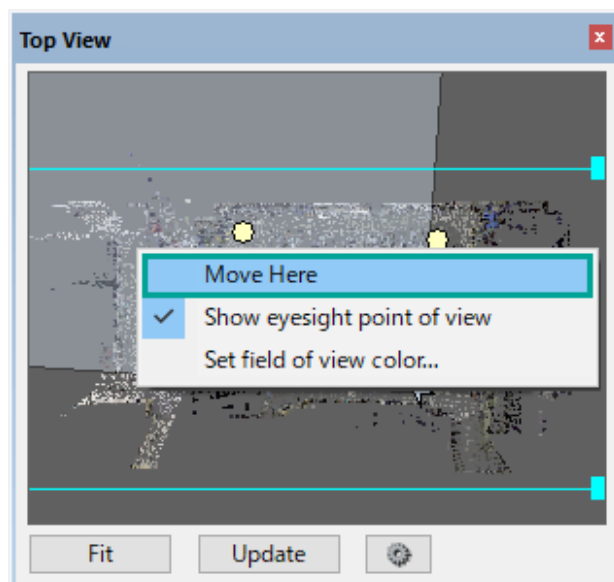 Top View
Move Here
Show eyesight point of view
Set field of view color...
Fit
Update